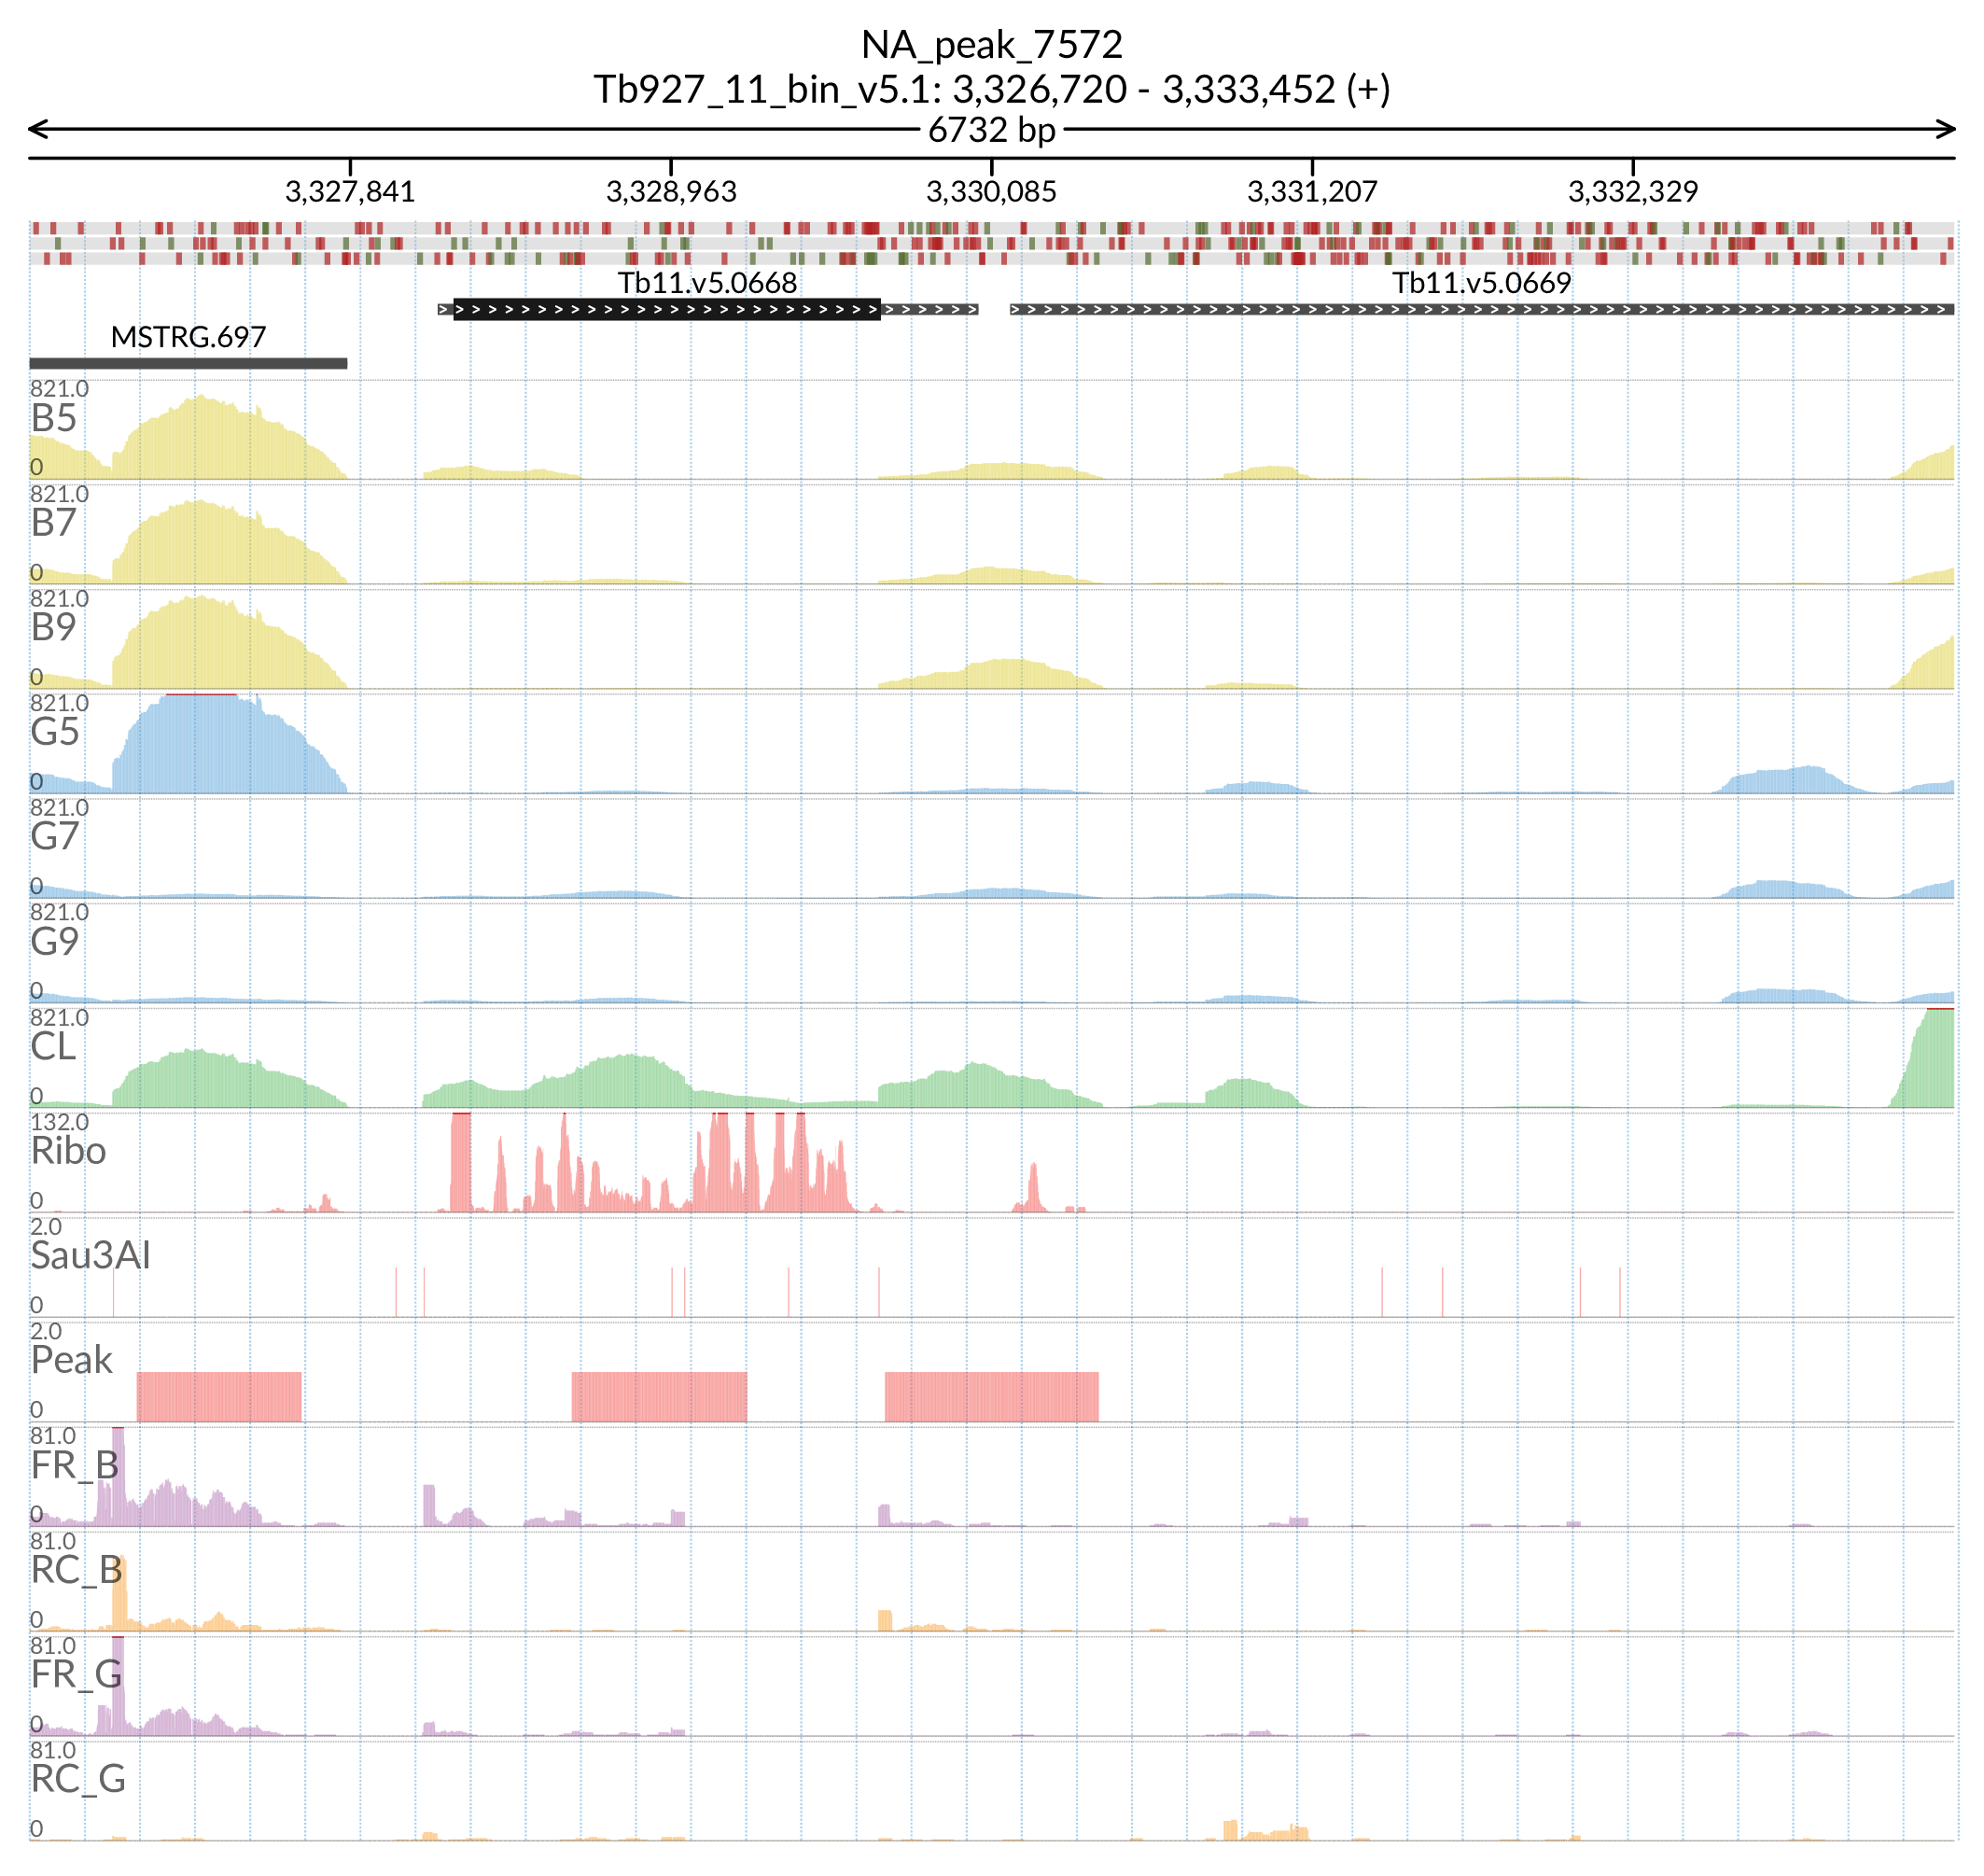 NA_peak_7572
Tb927_11_bin_v5.1: 3,326,720 - 3,333,452 (+)
6732 bp
3,327,841 3,328,963 3,330,085 3,331,207 3,332,329
Tb11.v5.0668 Tb11.v5.0669
MSTRG.697
821.0
B5
0
821.0
B7
0
821.0
B9
0
821.0
G5
0
821.0
G7
0
821.0
G9
0
821.0
CL
0
132.0
Ribo
0
2.0
Sau3AI
0
2.0
Peak
0
81.0
FR_B
0
81.0
RC_B
0
81.0
FR_G
0
81.0
RC_G
0